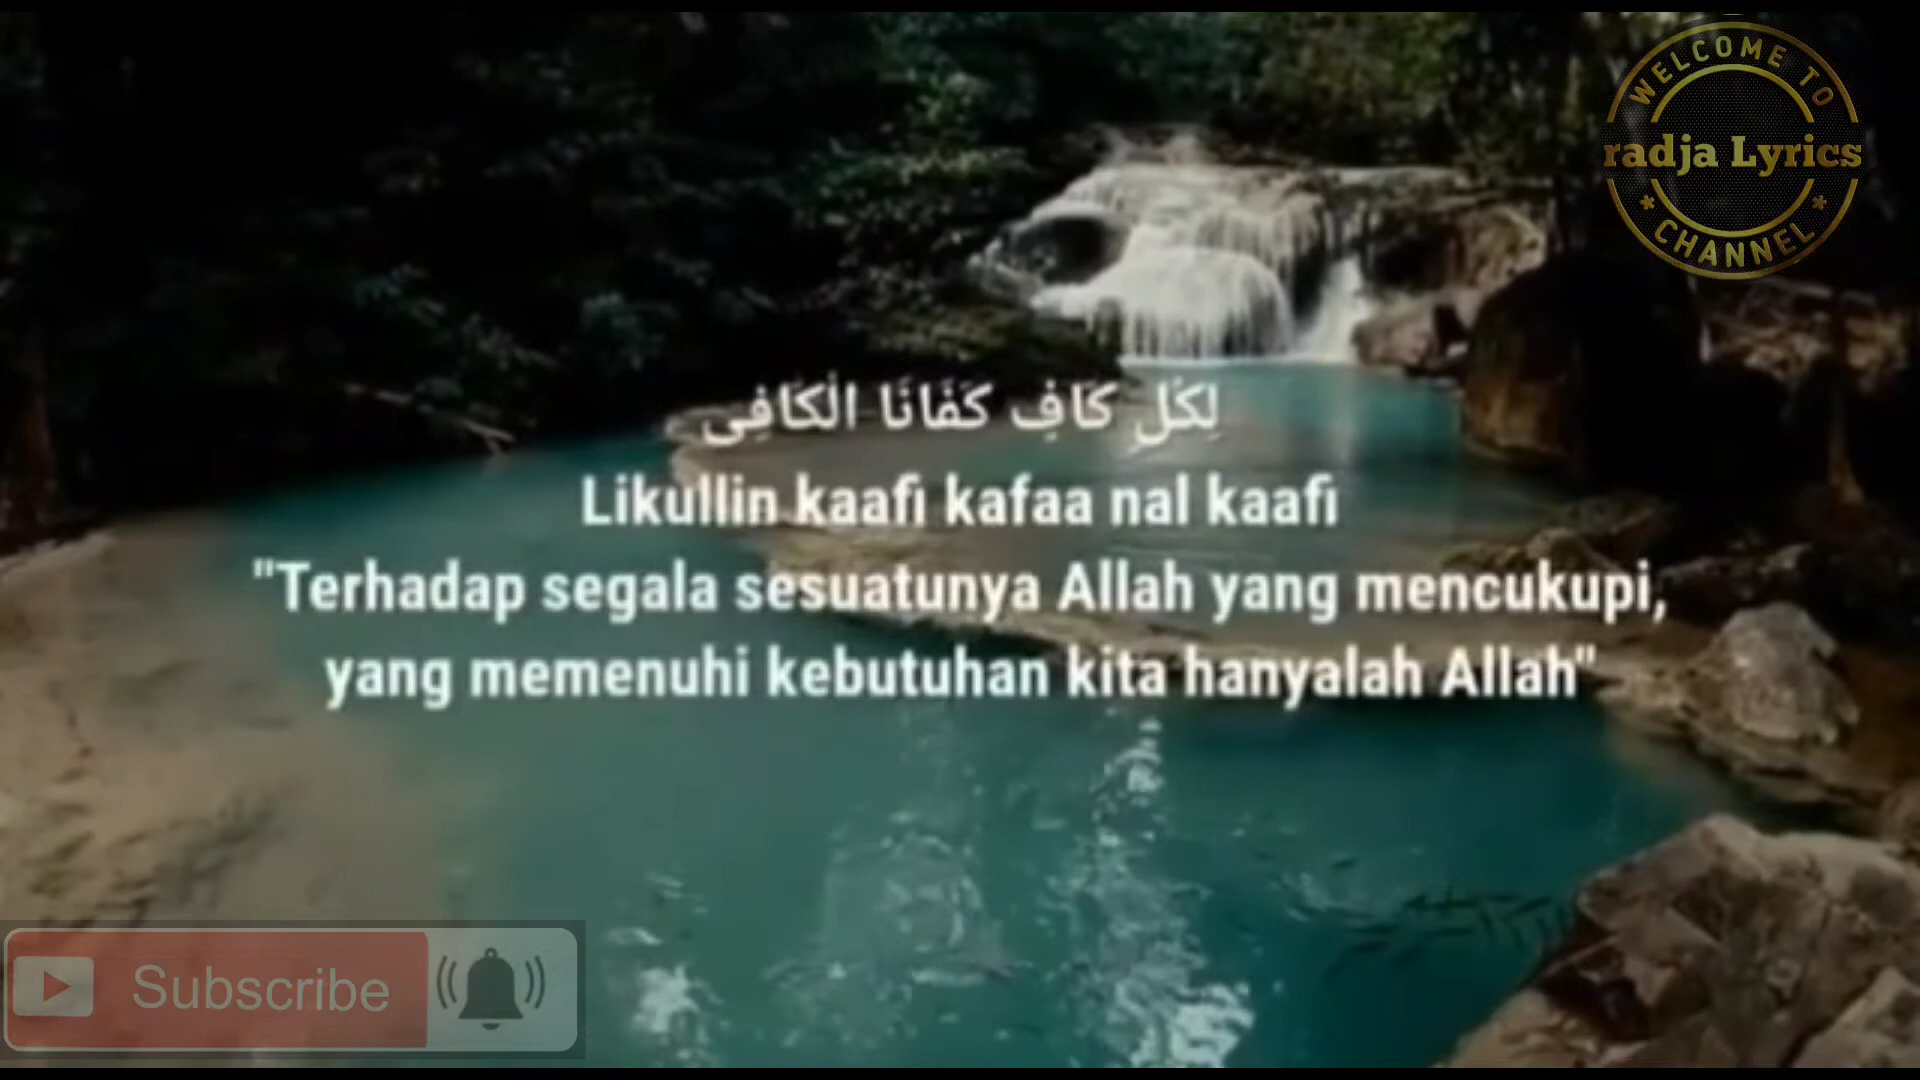 WELCOME TO
radja Lyrics
CHANNEL
لِكُلِّ كَافِ كَفَانَا الْكَافِى
Likullin kaafi kafaa nal kaafi
"Terhadap segala sesuatunya Allah yang mencukupi,
yang memenuhi kebutuhan kita hanyalah Allah"
Subscribe